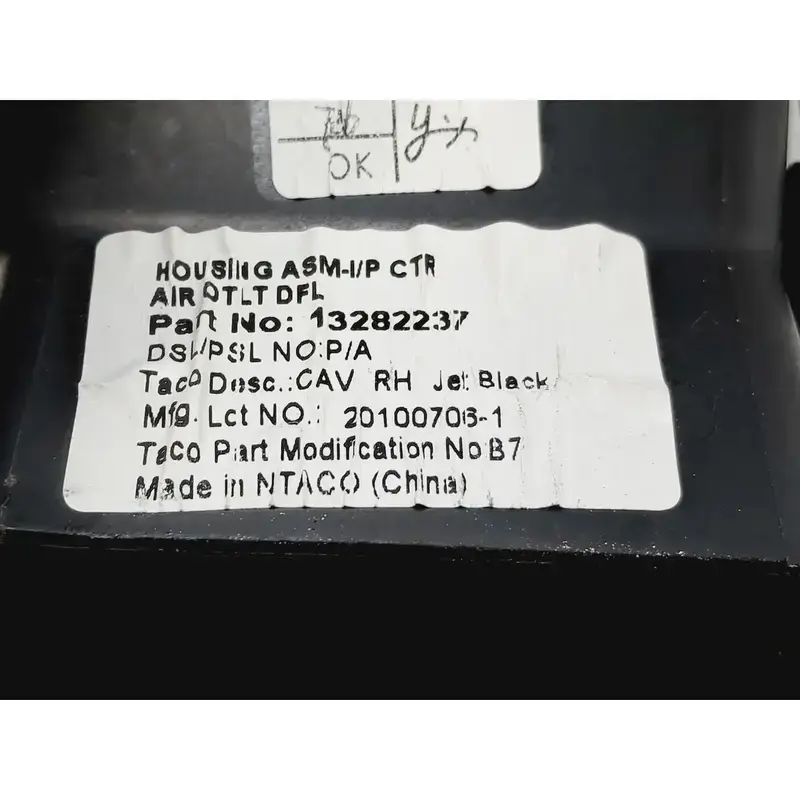 OK
HOUSING ASM-I/P CTR
AIR OTLT DFL
Part No: 13282237
DSL/PSL NO:P/A
Taco Desc.:CAV RH Jet Black
Mfg. Lct NO.: 20100706-1
Taco Part Modification No:B7
Made in NTACO (China)